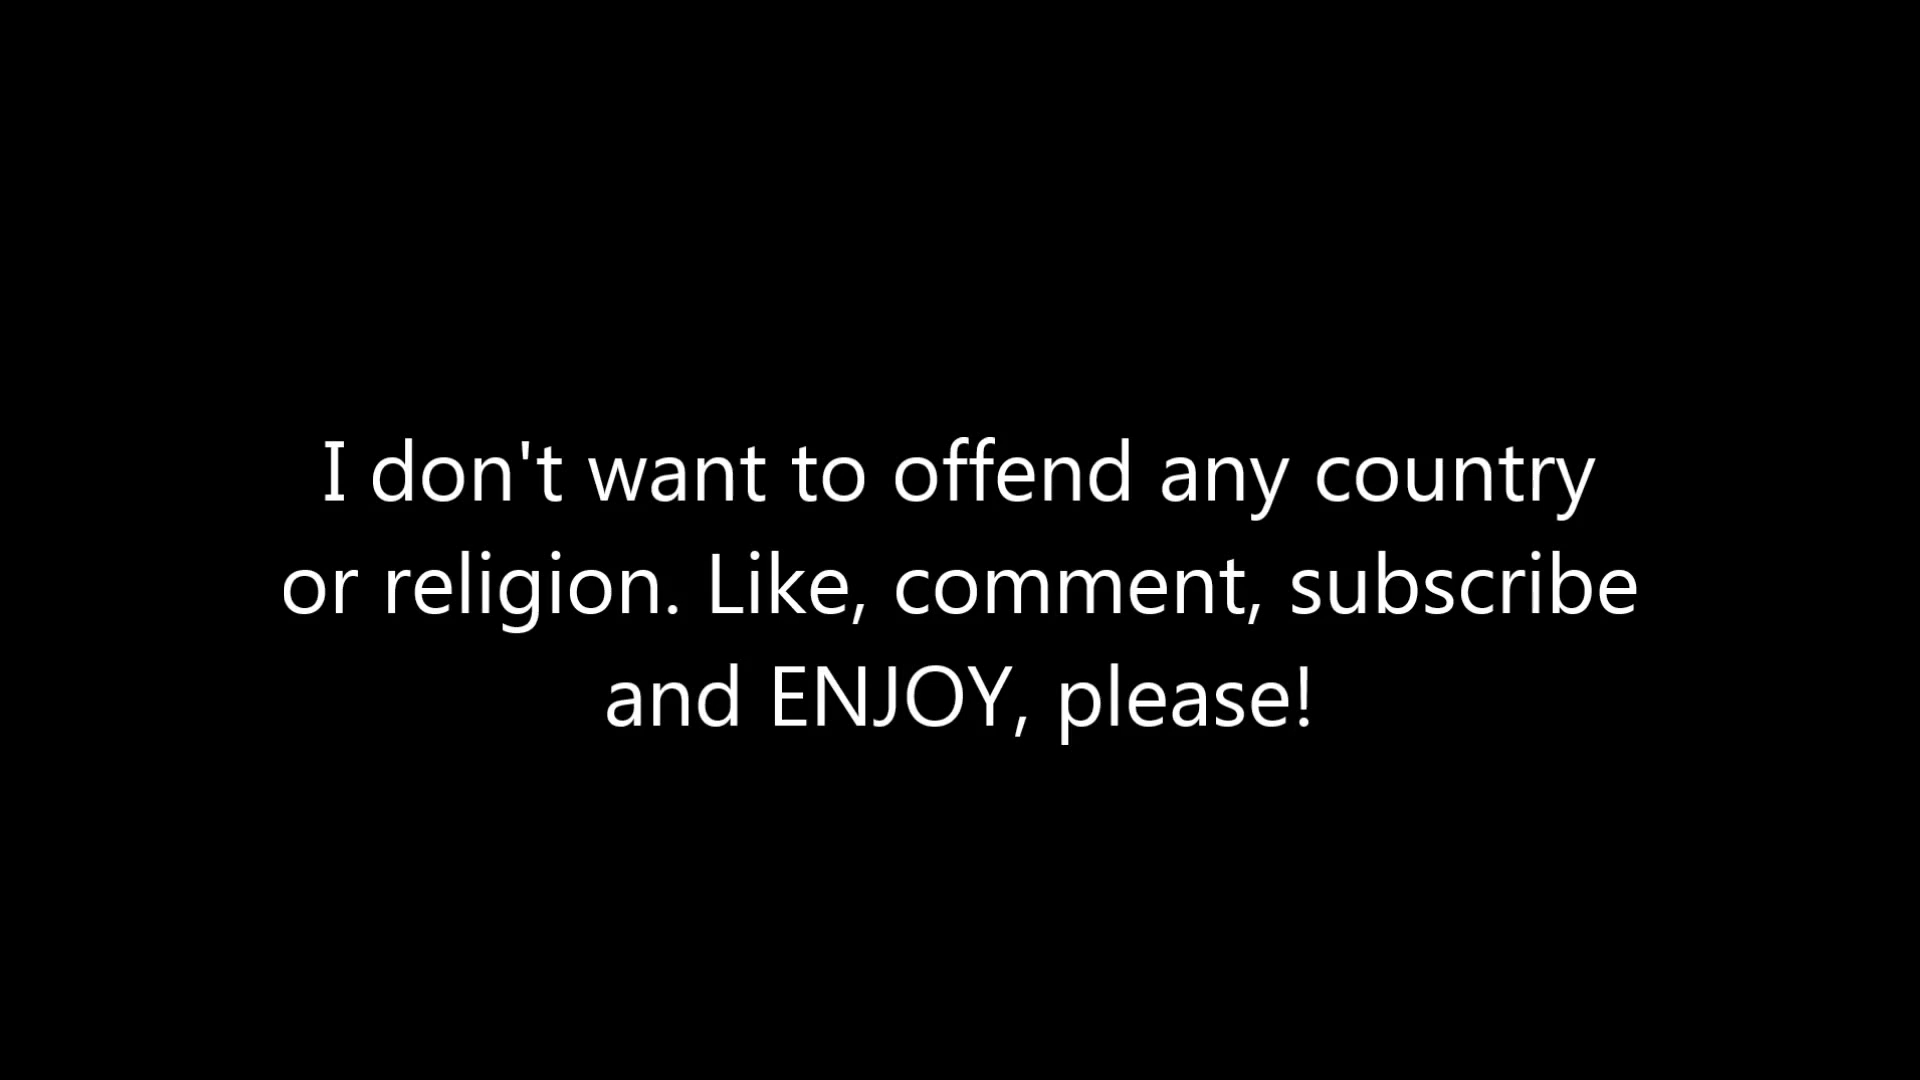 I don't want to offend any country
or religion. Like, comment, subscribe
and ENJOY, please!